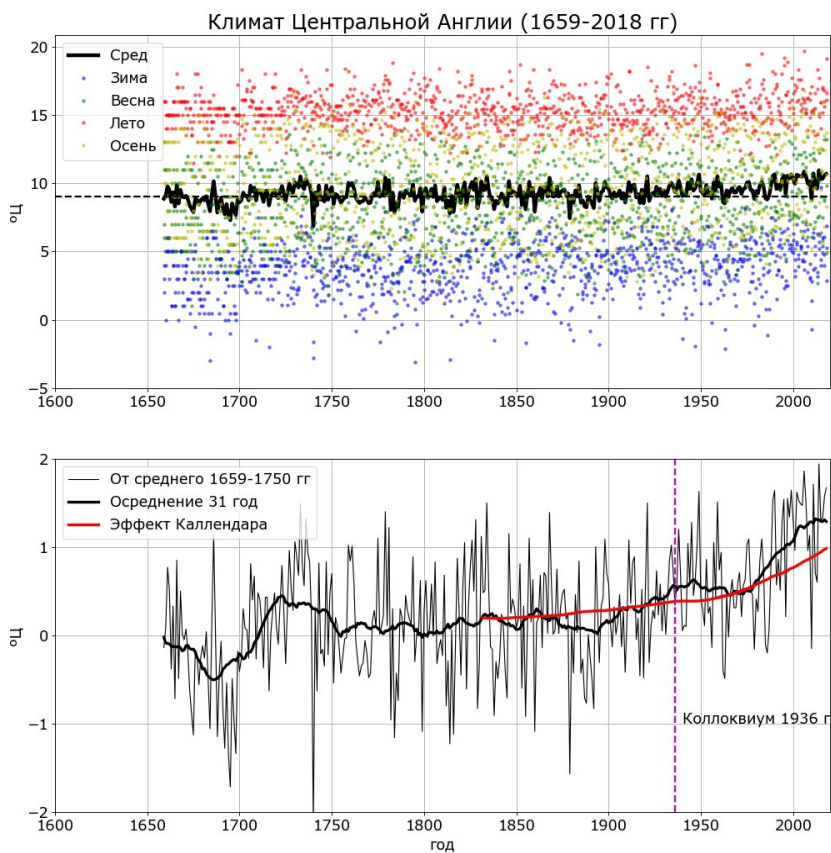 Климат Центральной Англии (1659-2018 гг)
Сред
Зима
Весна
Лето
Осень
ºЦ
20
15
10
5
0
−5
1600 1650 1700 1750 1800 1850 1900 1950 2000
От среднего 1659-1750 гг
Осреднение 31 год
Эффект Каллендара
ºЦ
2
1
0
−1
−2
Коллоквиум 1936 г
1600 1650 1700 1750 1800 1850 1900 1950 2000
год